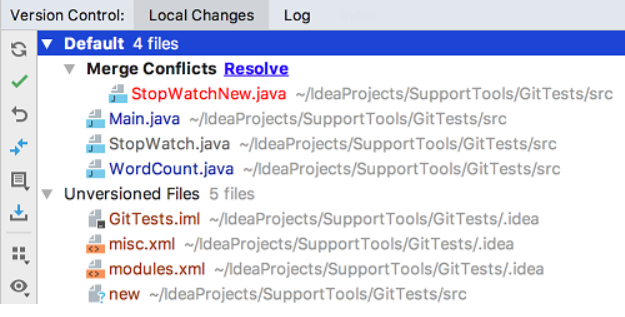 Version Control: Local Changes Log
Default 4 files
Merge Conflicts Resolve
StopWatchNew.java ~/IdeaProjects/SupportTools/GitTests/src
Main.java ~/IdeaProjects/SupportTools/GitTests/src
StopWatch.java ~/IdeaProjects/SupportTools/GitTests/src
WordCount.java ~/IdeaProjects/SupportTools/GitTests/src
Unversioned Files 5 files
GitTests.iml ~/IdeaProjects/SupportTools/GitTests/.idea
misc.xml ~/IdeaProjects/SupportTools/GitTests/.idea
modules.xml ~/IdeaProjects/SupportTools/GitTests/.idea
new ~/IdeaProjects/SupportTools/GitTests/src